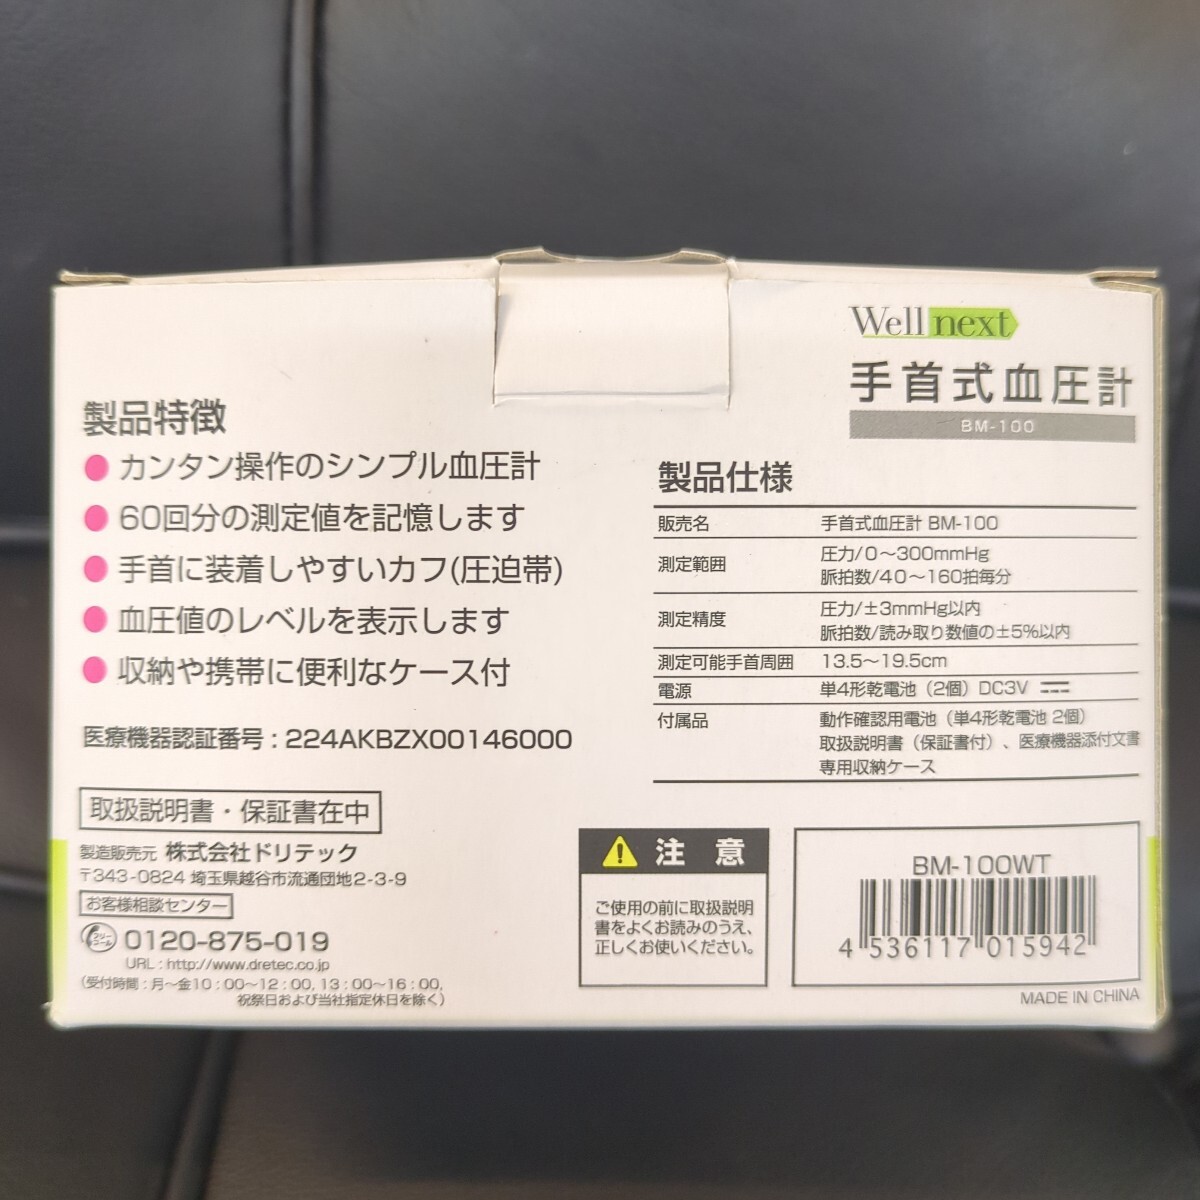 Well next
手首式血圧計
BM-100
製品特徴
● カンタン操作のシンプル血圧計
● 60回分の測定値を記憶します
● 手首に装着しやすいカフ(圧迫帯)
● 血圧値のレベルを表示します
● 収納や携帯に便利なケース付
医療機器認証番号:224AKBZX00146000
取扱説明書・保証書在中
製造販売元 株式会社ドリテック
〒343-0824 埼玉県越谷市流通団地2-3-9
お客様相談センター
フリーコール
0120-875-019
URL:http://www.dretec.co.jp
(受付時間:月〜金10:00〜12:00, 13:00〜16:00,
祝祭日および当社指定休日を除く)
製品仕様
販売名 手首式血圧計 BM-100
測定範囲 圧力/0〜300mmHg
脈拍数/40〜160拍毎分
測定精度 圧力/±3mmHg以内
脈拍数/読み取り数値の±5%以内
測定可能手首周囲 13.5〜19.5cm
電源 単4形乾電池(2個)DC3V
付属品 動作確認用電池(単4形乾電池 2個)
取扱説明書(保証書付)、医療機器添付文書
専用収納ケース
注意
ご使用の前に取扱説明
書をよくお読みのうえ、
正しくお使いください。
BM-100WT
4 536117 015942
MADE IN CHINA